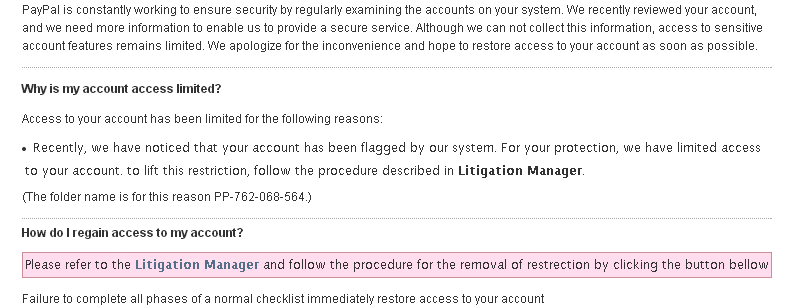 PayPal is constantly working to ensure security by regularly examining the accounts on your system. We recently reviewed your account,
and we need more information to enable us to provide a secure service. Although we can not collect this information, access to sensitive
account features remains limited. We apologize for the inconvenience and hope to restore access to your account as soon as possible.
Why is my account access limited?
Access to your account has been limited for the following reasons:
• Recently, we have noticed that your account has been flagged by our system. For your protection, we have limited access
to your account. to lift this restriction, follow the procedure described in Litigation Manager.
(The folder name is for this reason PP-762-068-564.)
How do I regain access to my account?
Please refer to the Litigation Manager and follow the procedure for the removal of restrection by clicking the button bellow
Failure to complete all phases of a normal checklist immediately restore access to your account